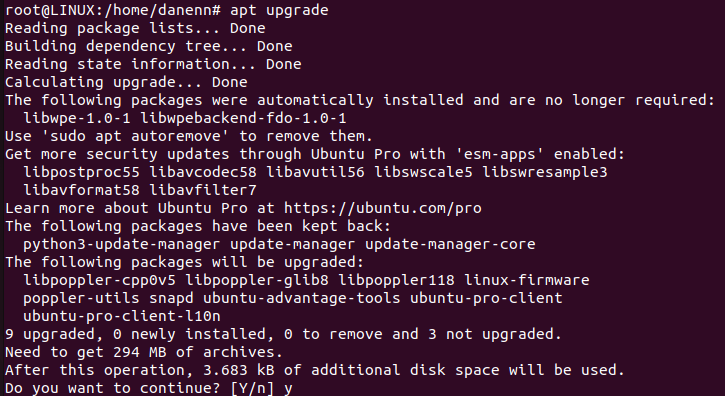 root@LINUX:/home/danenn# apt upgrade
Reading package lists... Done
Building dependency tree... Done
Reading state information... Done
Calculating upgrade... Done
The following packages were automatically installed and are no longer required:
  libwpe-1.0-1 libwpebackend-fdo-1.0-1
Use 'sudo apt autoremove' to remove them.
Get more security updates through Ubuntu Pro with 'esm-apps' enabled:
  libpostproc55 libavcodec58 libavutil56 libswscale5 libswresample3
  libavformat58 libavfilter7
Learn more about Ubuntu Pro at https://ubuntu.com/pro
The following packages have been kept back:
  python3-update-manager update-manager update-manager-core
The following packages will be upgraded:
  libpoppler-cpp0v5 libpoppler-glib8 libpoppler118 linux-firmware
  poppler-utils snapd ubuntu-advantage-tools ubuntu-pro-client
  ubuntu-pro-client-l10n
9 upgraded, 0 newly installed, 0 to remove and 3 not upgraded.
Need to get 294 MB of archives.
After this operation, 3.683 kB of additional disk space will be used.
Do you want to continue? [Y/n] y